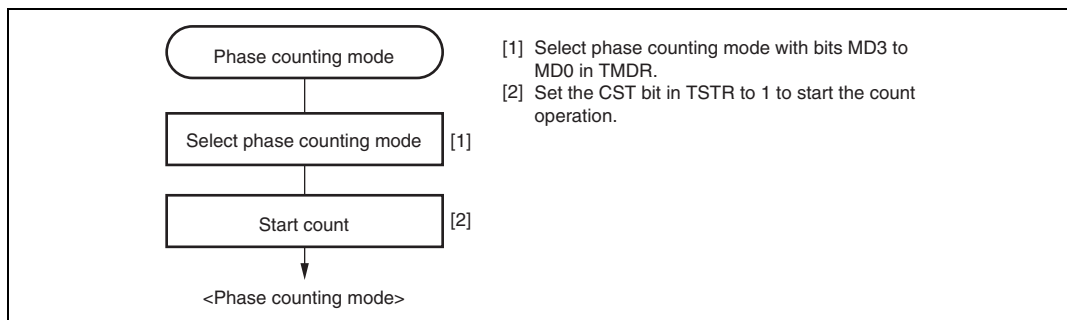 Phase counting mode
Select phase counting mode
[1]
Start count
[2]
<Phase counting mode>
[1] Select phase counting mode with bits MD3 to
MD0 in TMDR.
[2] Set the CST bit in TSTR to 1 to start the count
operation.